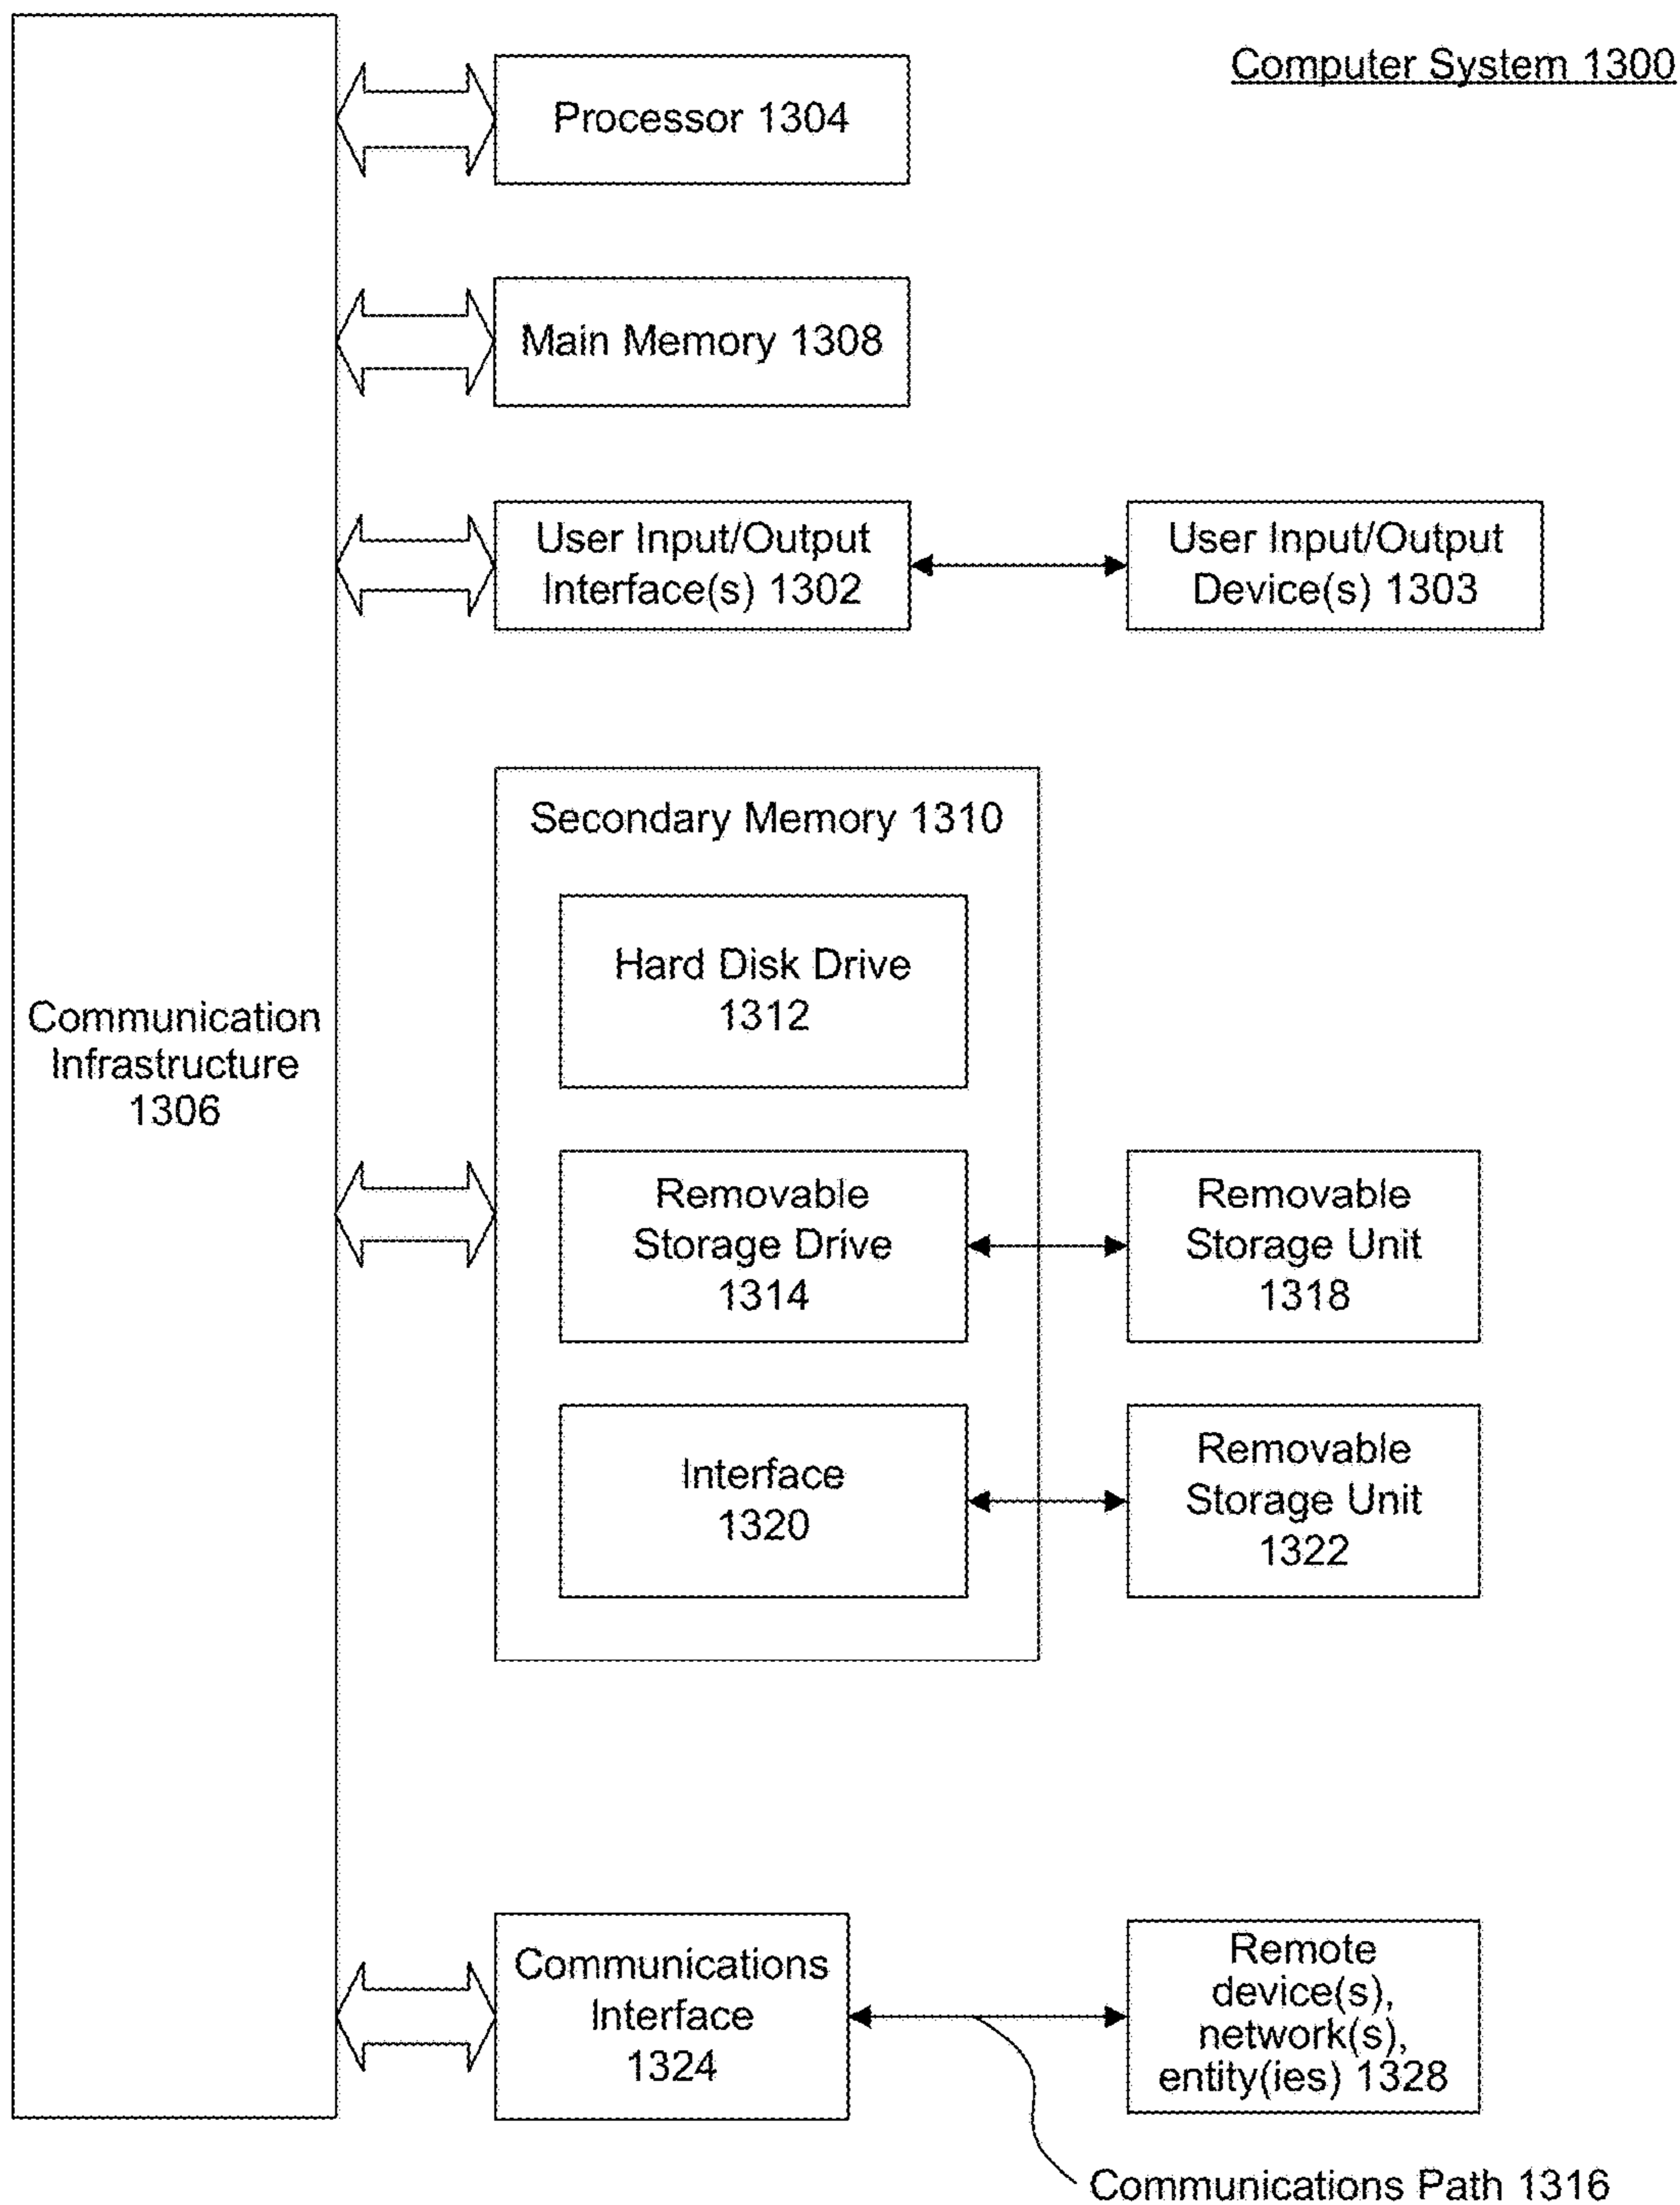 Computer System 1300
Processor 1304
Main Memory 1308
User Input/Output
Interface(s) 1302
User Input/Output
Device(s) 1303
Secondary Memory 1310
Hard Disk Drive
1312
Communication
Infrastructure
1306
Removable
Storage Drive
1314
Removable
Storage Unit
1318
Interface
1320
Removable
Storage Unit
1322
Communications
Interface
1324
Remote
device(s),
network(s),
entity(ies) 1328
Communications Path 1316